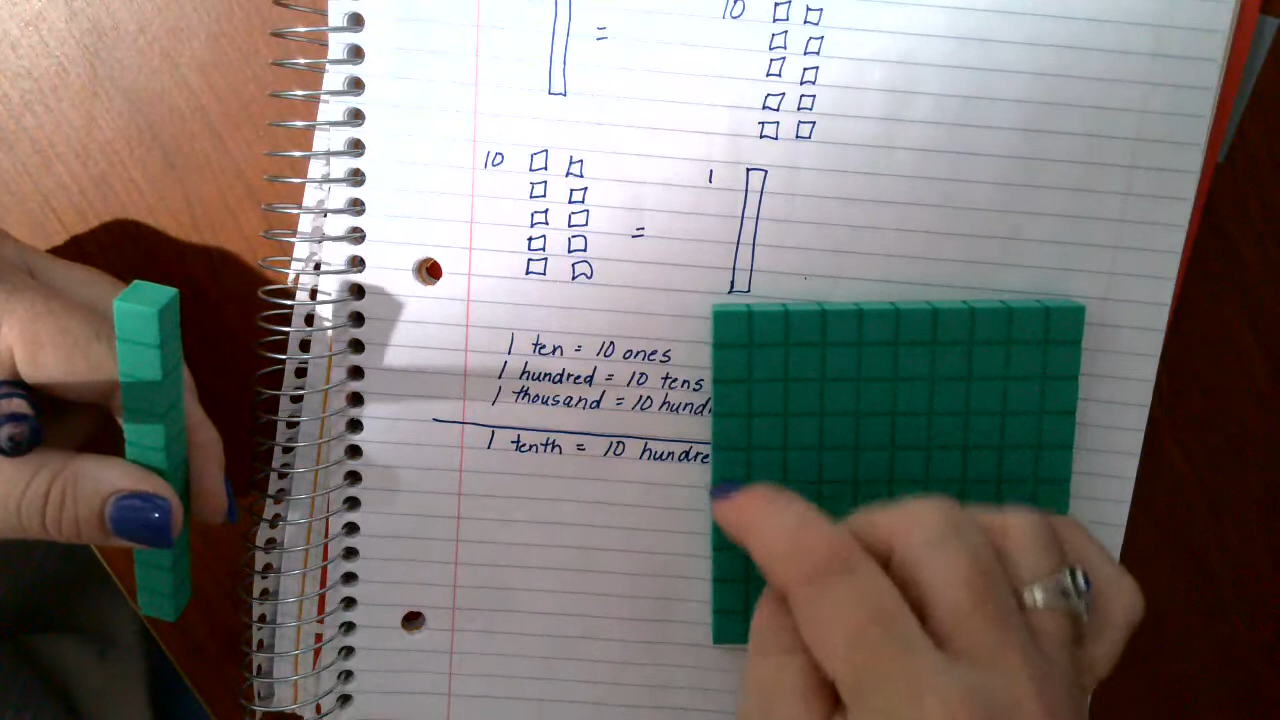 =
10
10
=
1
1 ten = 10 ones
1 hundred = 10 tens
1 thousand = 10
1 tenth = 10